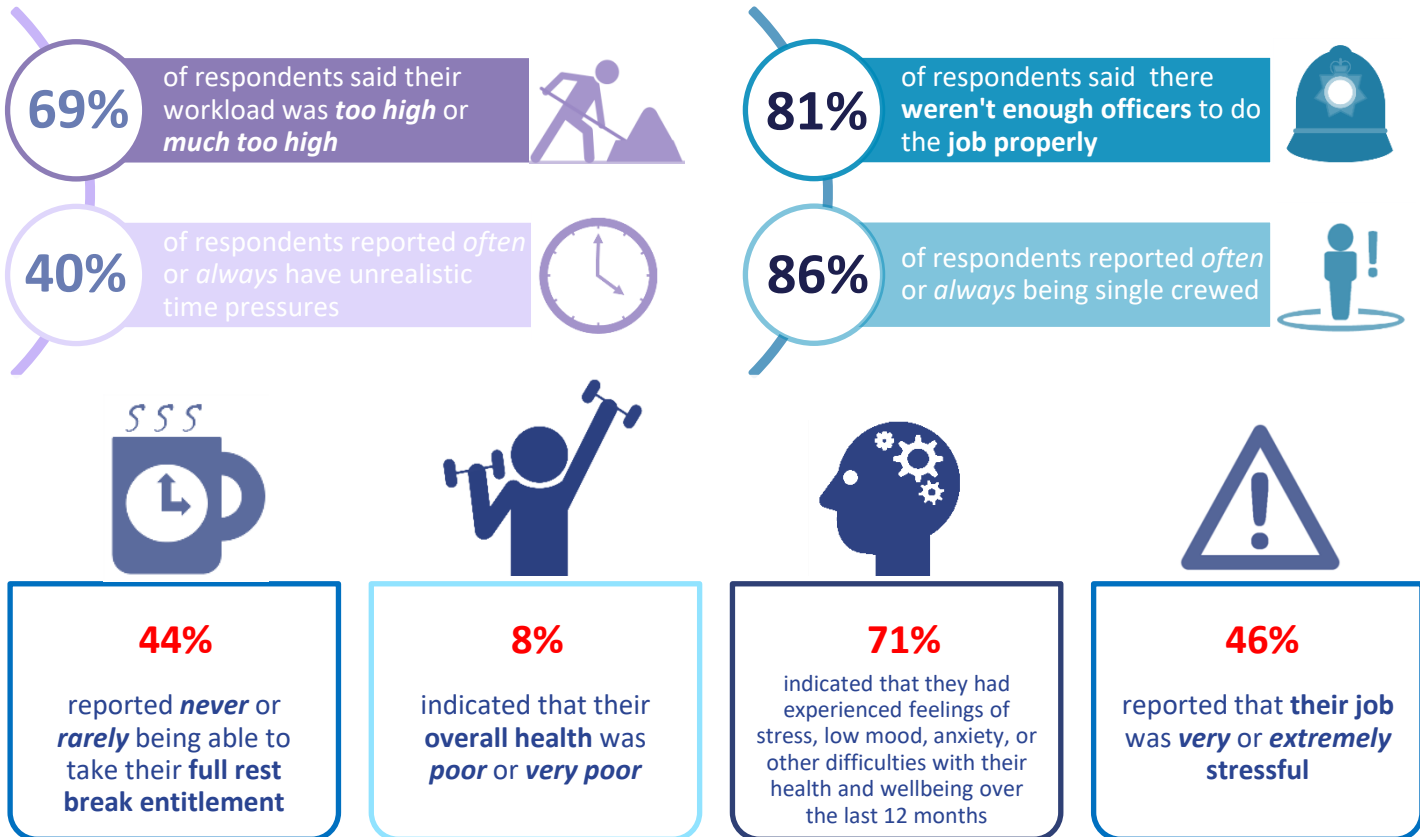 69%
of respondents said their
workload was too high or
much too high
81%
of respondents said  there
weren't enough officers to do
the job properly
40%
of respondents reported often
or always have unrealistic
time pressures
86%
of respondents reported often
or always being single crewed
44%
reported never or
rarely being able to
take their full rest
break entitlement
8%
indicated that their
overall health was
poor or very poor
71%
indicated that they had
experienced feelings of
stress, low mood, anxiety, or
other difficulties with their
health and wellbeing over
the last 12 months
46%
reported that their job
was very or extremely
stressful